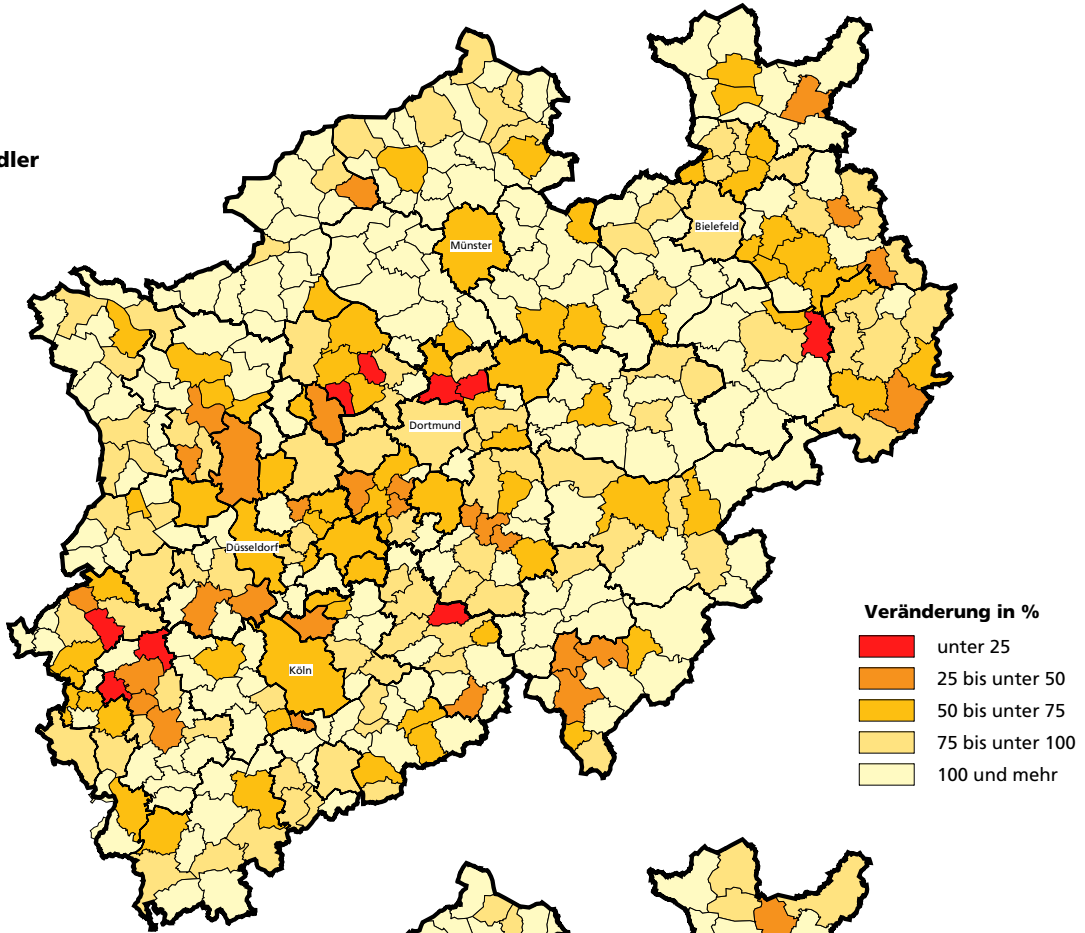 dler
Münster
Bielefeld
Dortmund
Düsseldorf
Köln
Veränderung in %
unter 25
25 bis unter 50
50 bis unter 75
75 bis unter 100
100 und mehr